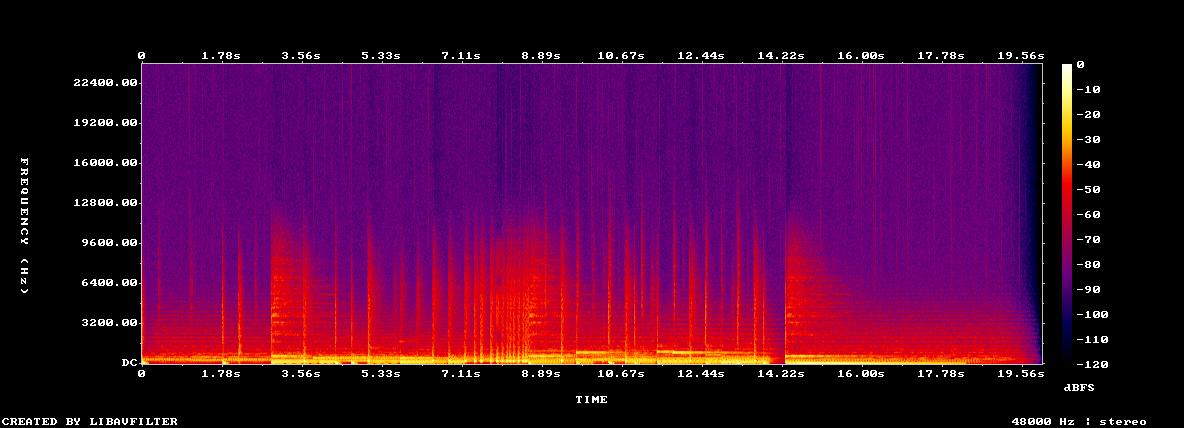 0 1.78s 3.56s 5.33s 7.11s 8.89s 10.67s 12.44s 14.22s 16.00s 17.78s 19.56s
0
22400.00
-10
-20
19200.00
-30
16000.00
-40
-50
12800.00
-60
9600.00
-70
6400.00
-80
-90
3200.00
-100
-110
DC
-120
FREQUENCY (HZ)
0 1.78s 3.56s 5.33s 7.11s 8.89s 10.67s 12.44s 14.22s 16.00s 17.78s 19.56s
dBFS
TIME
CREATED BY LIBAVFILTER
48000 Hz | stereo